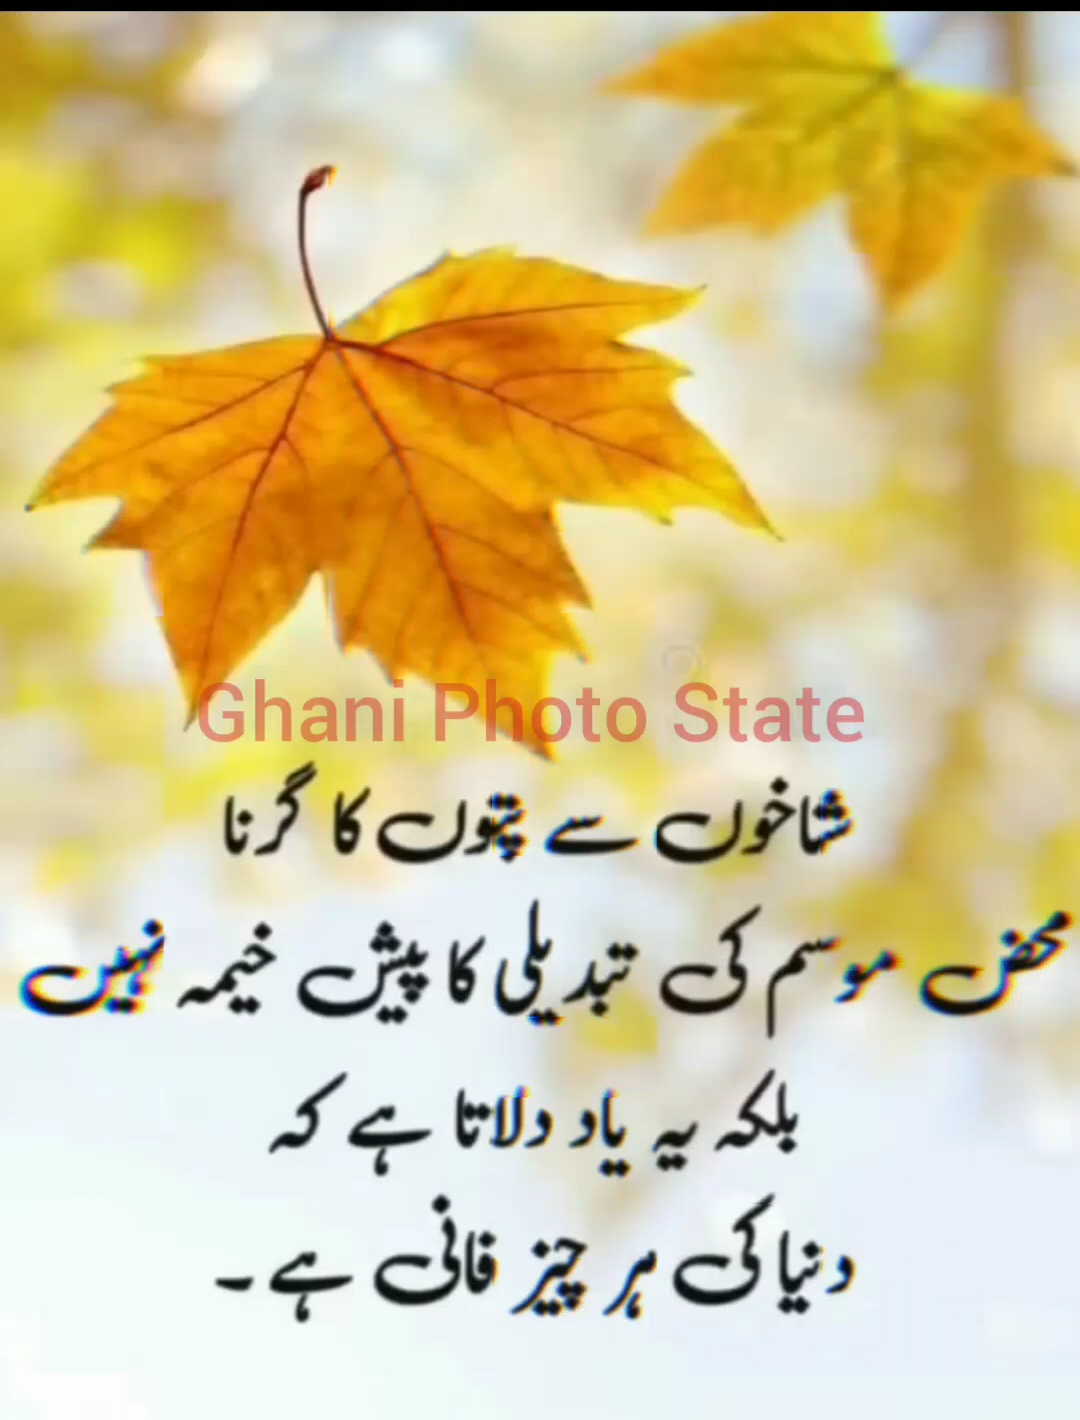 Ghani Photo State
شاخوں سے پتوں کا گرنا
محض موسم کی تبدیلی کا پیش خیمہ نہیں
بلکہ یہ یاد دلاتا ہے کہ
دنیا کی ہر چیز فانی ہے ۔